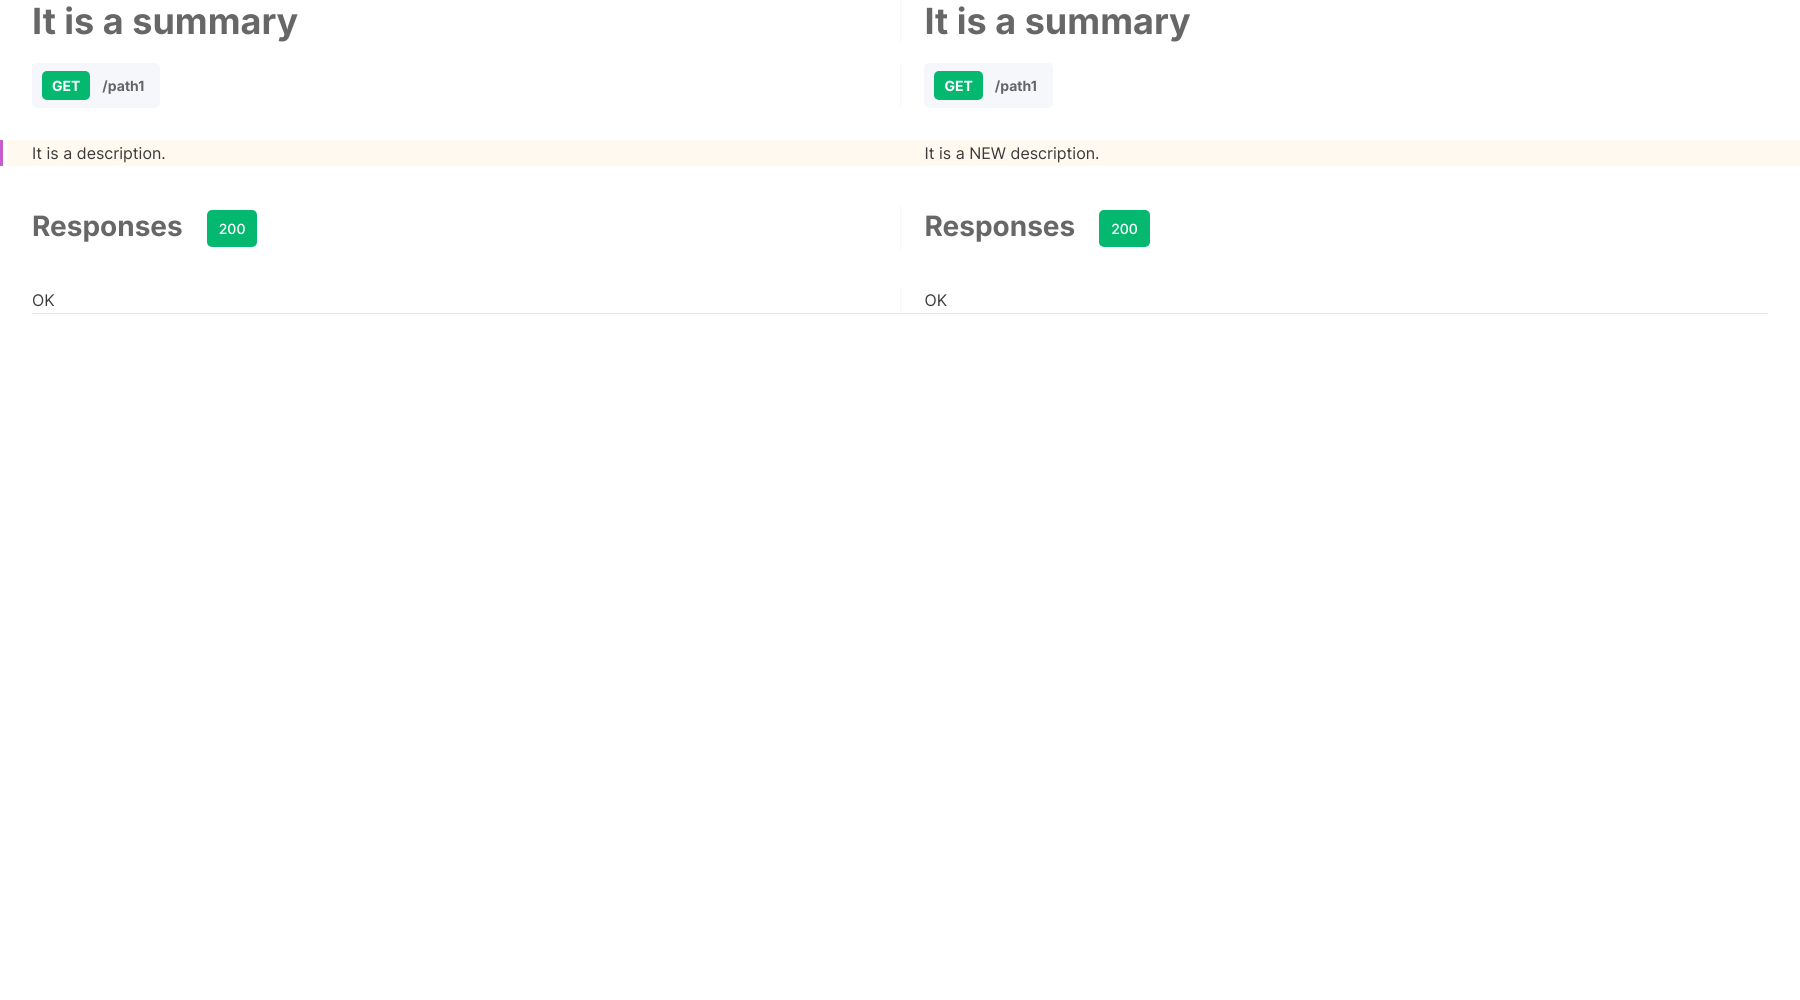 It is a summary
GET /path1
It is a description.
Responses 200
OK
It is a summary
GET /path1
It is a NEW description.
Responses 200
OK